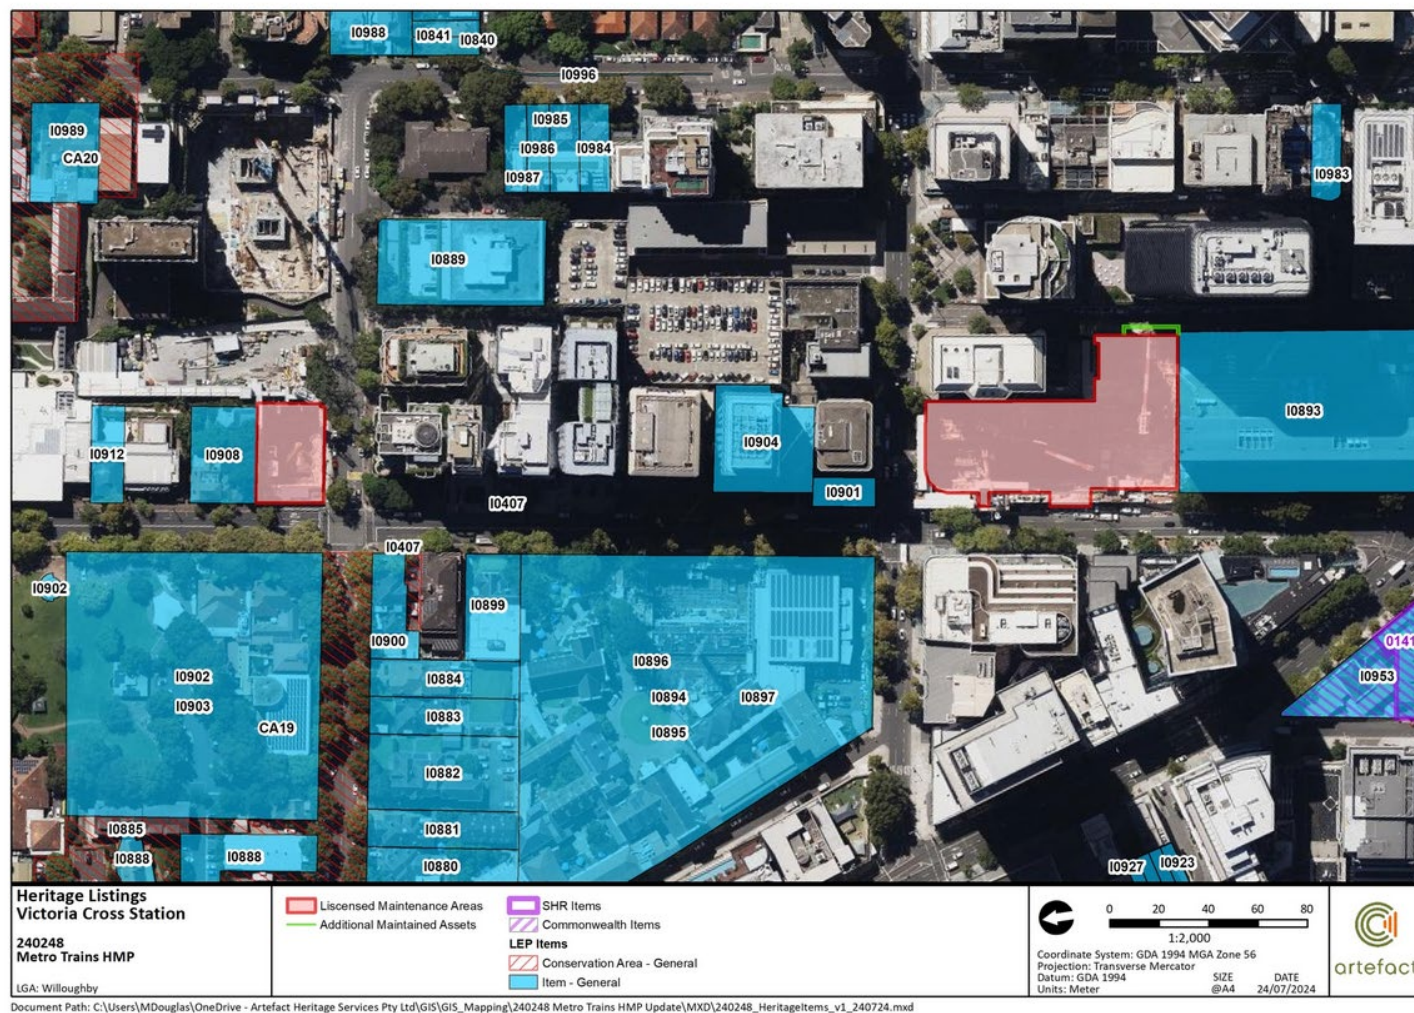 I0988
I0841
I0840
I0996
I0989
CA20
I0985
I0986
I0984
I0987
I0983
I0889
I0893
I0912
I0908
I0904
I0901
I0407
I0407
I0902
I0899
I0900
I0902
I0903
CA19
I0884
I0883
I0882
I0881
I0880
I0896
I0894
I0897
I0895
0141
I0953
I0885
I0888
I0888
I0927
I0923
Heritage Listings
Victoria Cross Station
240248
Metro Trains HMP
LGA: Willoughby
Liscensed Maintenance Areas
Additional Maintained Assets
SHR Items
Commonwealth Items
LEP Items
Conservation Area - General
Item - General
0 20 40 60 80
1:2,000
Coordinate System: GDA 1994 MGA Zone 56
Projection: Transverse Mercator
Datum: GDA 1994
Units: Meter
SIZE DATE
@A4 24/07/2024
artefact
Document Path: C:\Users\MDouglas\OneDrive - Artefact Heritage Services Pty Ltd\GIS\GIS_Mapping\240248 Metro Trains HMP Update\MXD\240248_HeritageItems_v1_240724.mxd